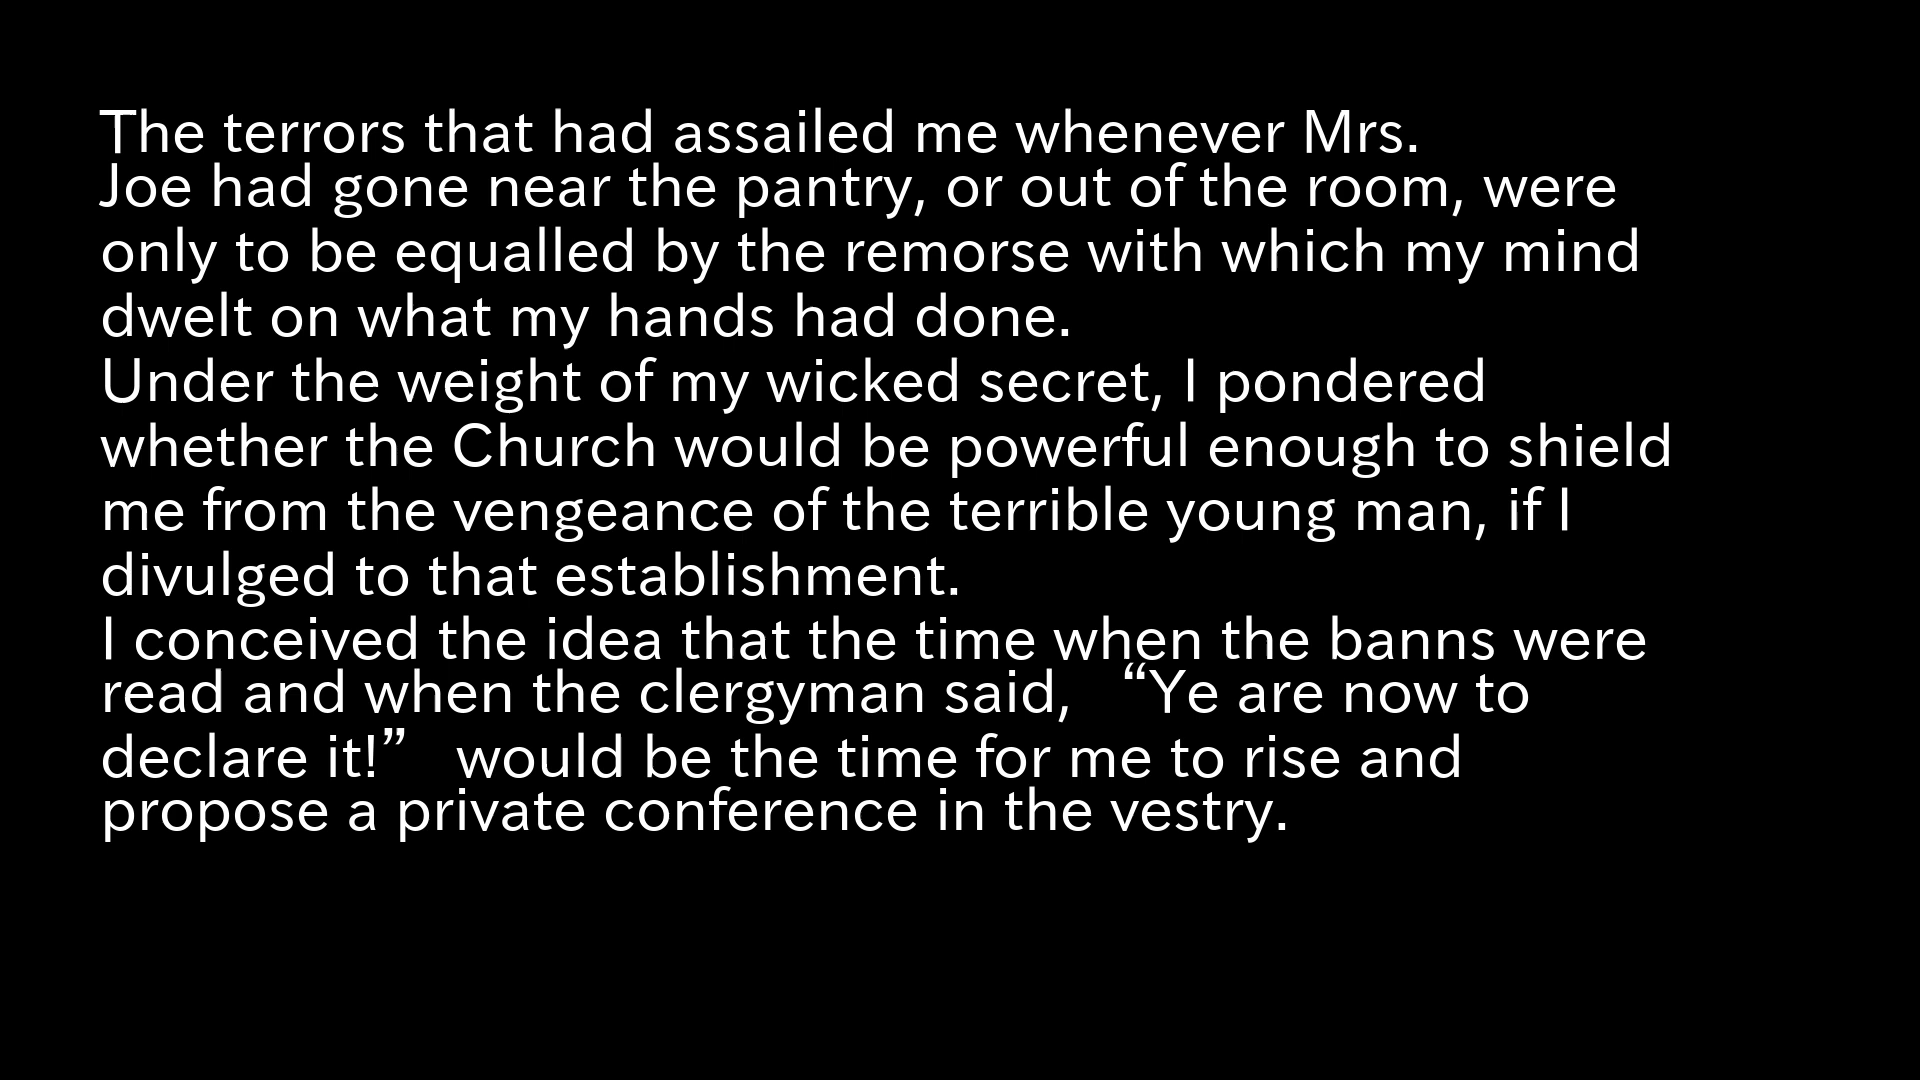 The terrors that had assailed me whenever Mrs.
Joe had gone near the pantry, or out of the room, were
only to be equalled by the remorse with which my mind
dwelt on what my hands had done.
Under the weight of my wicked secret, I pondered
whether the Church would be powerful enough to shield
me from the vengeance of the terrible young man, if I
divulged to that establishment.
I conceived the idea that the time when the banns were
read and when the clergyman said, “Ye are now to
declare it!” would be the time for me to rise and
propose a private conference in the vestry.